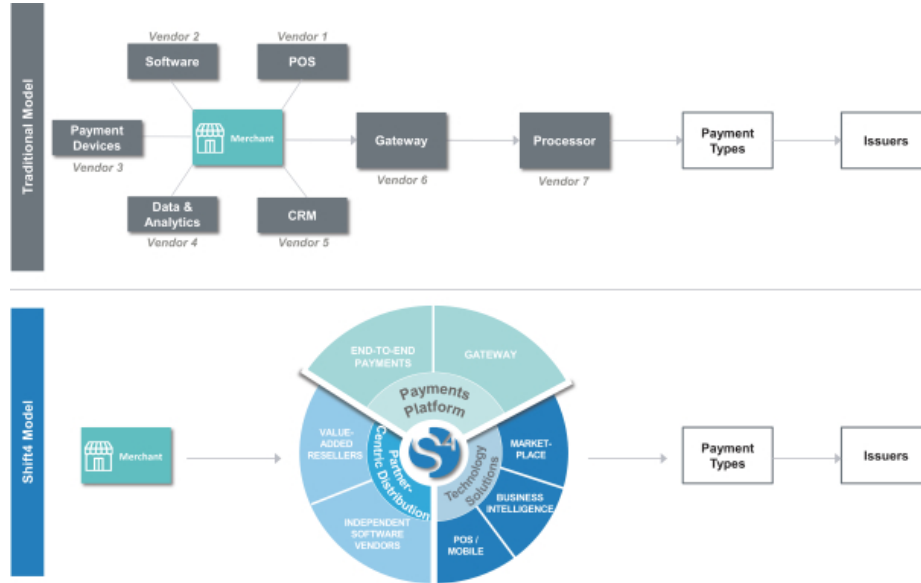 Traditional Model
Vendor 2
Software
Vendor 1
POS
Payment
Devices
Vendor 3
Merchant
Gateway
Vendor 6
Processor
Vendor 7
Payment
Types
Issuers
Data &
Analytics
Vendor 4
CRM
Vendor 5
Shift4 Model
Merchant
END-TO-END
PAYMENTS
GATEWAY
Payments
Platform
VALUE-
ADDED
RESELLERS
Partner-
Centric Distribution
INDEPENDENT
SOFTWARE
VENDORS
S4
Technology
Solutions
MARKET-
PLACE
BUSINESS
INTELLIGENCE
POS /
MOBILE
Payment
Types
Issuers